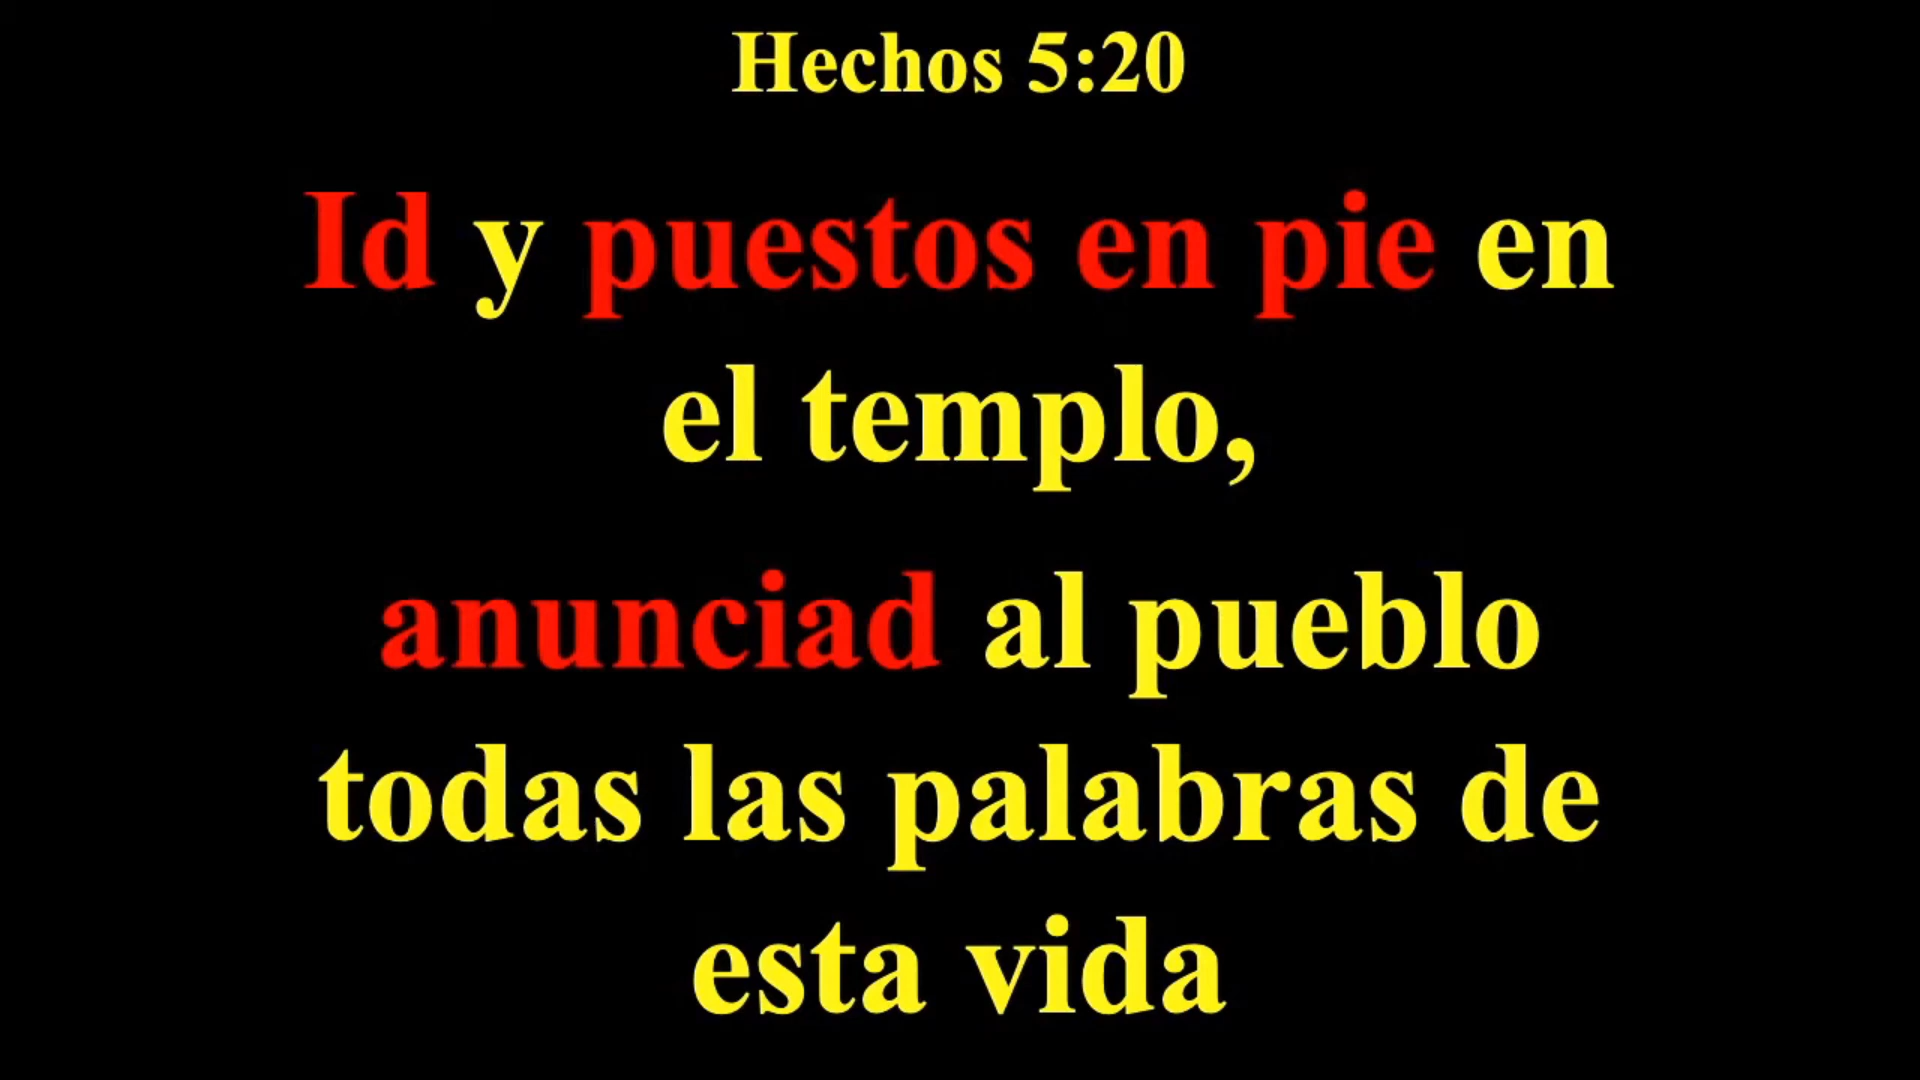 Hechos 5:20
Id y puestos en pie en
el templo,
anunciad al pueblo
todas las palabras de
esta vida